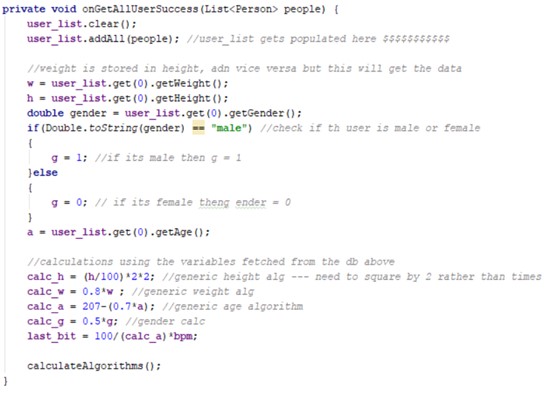 private void onGetAllUserSuccess(List<Person> people) {
user_list.clear();
user_list.addAll(people); //user_list gets populated here $$$$$$$$$$$
//weight is stored in height, adn vice versa but this will get the data
w = user_list.get(0).getWeight();
h = user_list.get(0).getHeight();
double gender = user_list.get(0).getGender();
if(Double.toString(gender) == "male") //check if th user is male or female
{
g = 1; //if its male then g = 1
}else
{
g = 0; // if its female theng ender = 0
}
a = user_list.get(0).getAge();
//calculations using the variables fetched from the db above
calc_h = (h/100)*2*2; //generic height alg --- need to square by 2 rather than times
calc_w = 0.8*w ; //generic weight alg
calc_a = 207-(0.7*a); //generic age algorithm
calc_g = 0.5*g; //gender calc
last_bit = 100/(calc_a)*bpm;
calculateAlgorithms();
}